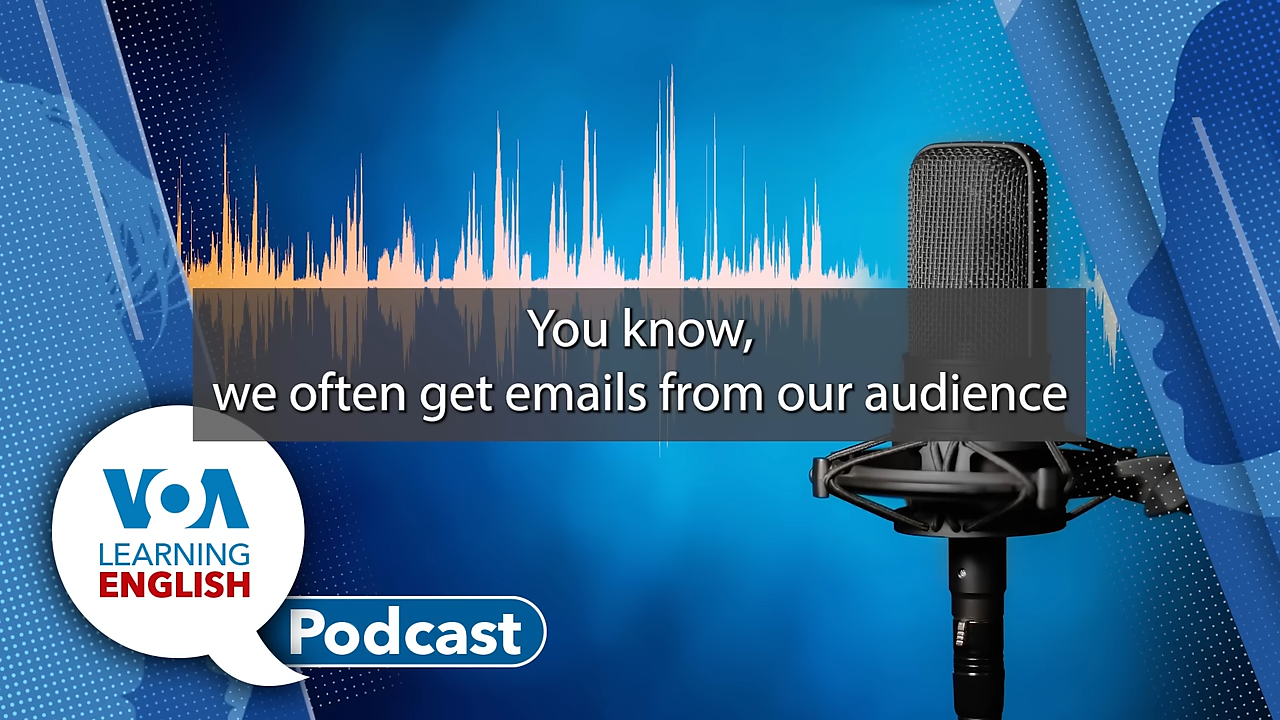 You know,
we often get emails from our audience
VOA
LEARNING
ENGLISH
Podcast